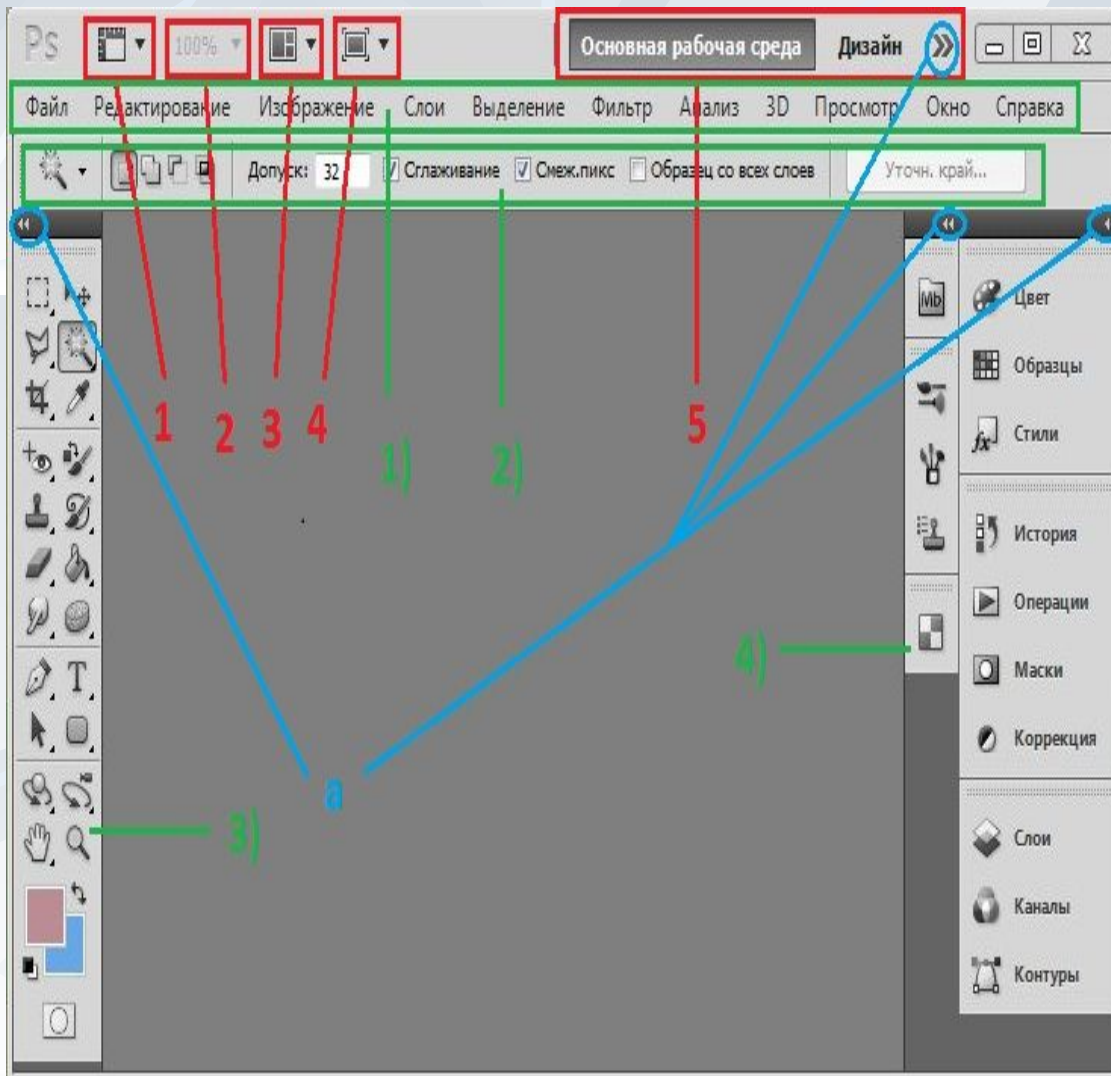 Ps 100% Основная рабочая среда Дизайн
Файл Редактирование Изображение Слои Выделение Фильтр Анализ 3D Просмотр Окно Справка
Допуск: 32 Сглаживание Смеж.пикс Образец со всех слоев Уточн. край...
Mb Цвет
Образцы
fx Стили
1 2 3 4 5
1) 2)
История
Операции
4)
T Маски
Коррекция
a
3)
Слои
Каналы
Контуры